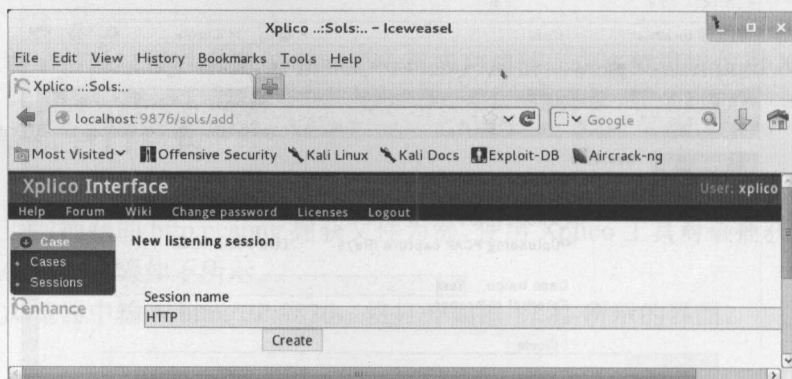 Xplico ..:Sols:.. – Iceweasel
File Edit View History Bookmarks Tools Help
Xplico ..:Sols:..
localhost:9876/sols/add
Google
Most Visited Offensive Security Kali Linux Kali Docs Exploit-DB Aircrack-ng
Xplico Interface
User: xplico
Help Forum Wiki Change password Licenses Logout
Case
Cases
Sessions
enhance
New listening session
Session name
HTTP
Create